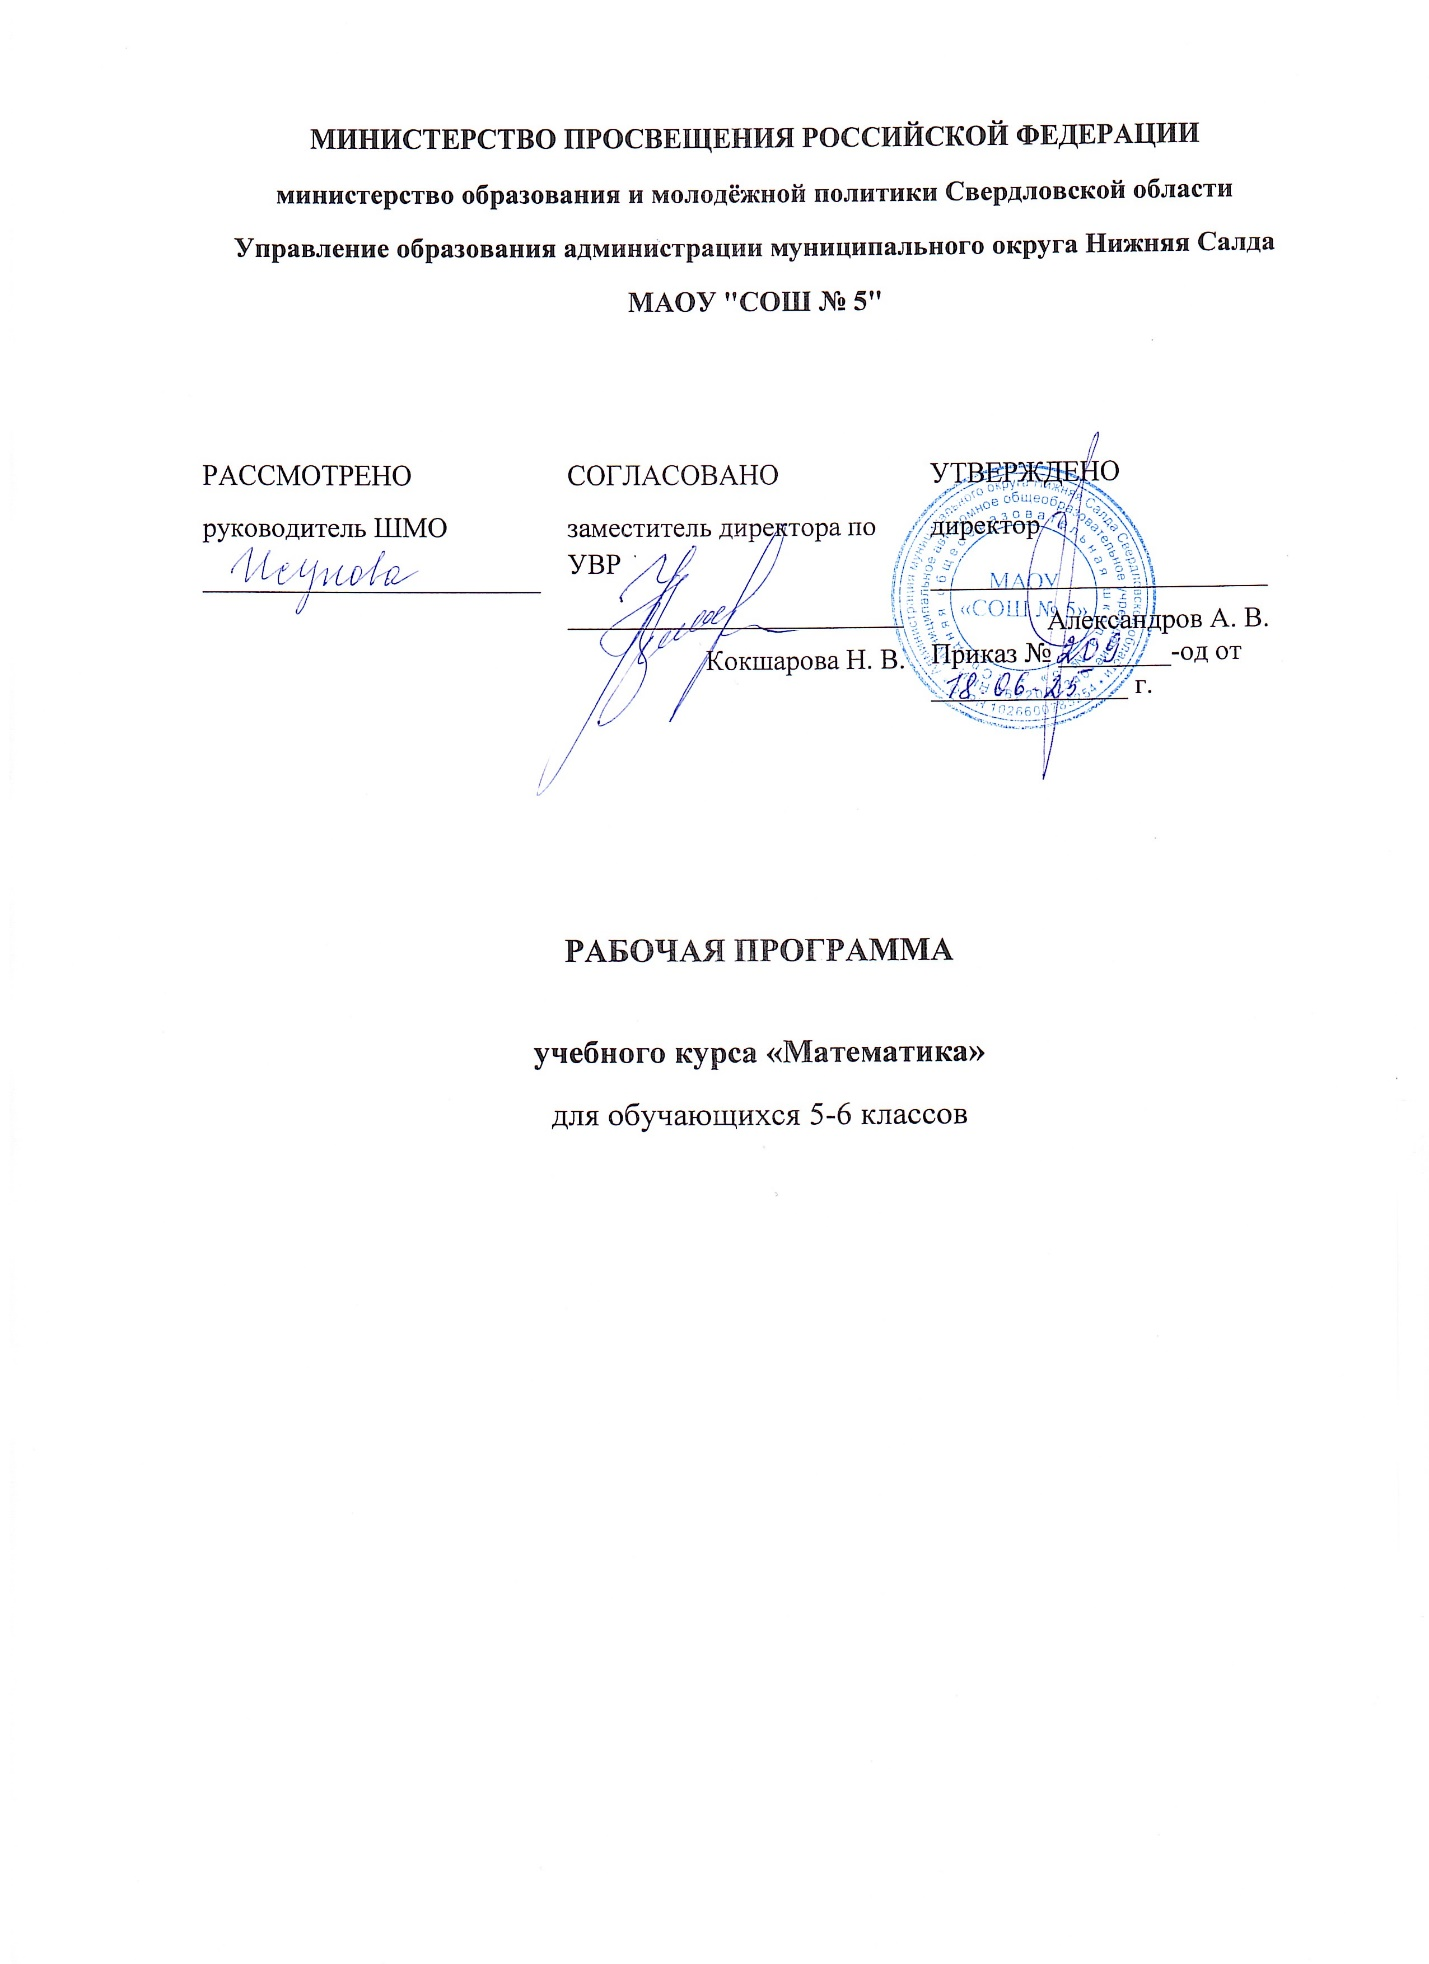 МИНИСТЕРСТВО ПРОСВЕЩЕНИЯ РОССИЙСКОЙ ФЕДЕРАЦИИ
министерство образования и молодёжной политики Свердловской области
Управление образования администрации муниципального округа Нижняя Салда
МАОУ "СОШ № 5"
РАССМОТРЕНО
руководитель ШМО
СОГЛАСОВАНО
заместитель директора по
УВР
Кокшарова Н. В.
УТВЕРЖДЕНО
директор
МАОУ
«СОШ № 5»
Александров А. В.
Приказ № 209-од от
18.06.25 г.
РАБОЧАЯ ПРОГРАММА
учебного курса «Математика»
для обучающихся 5-6 классов